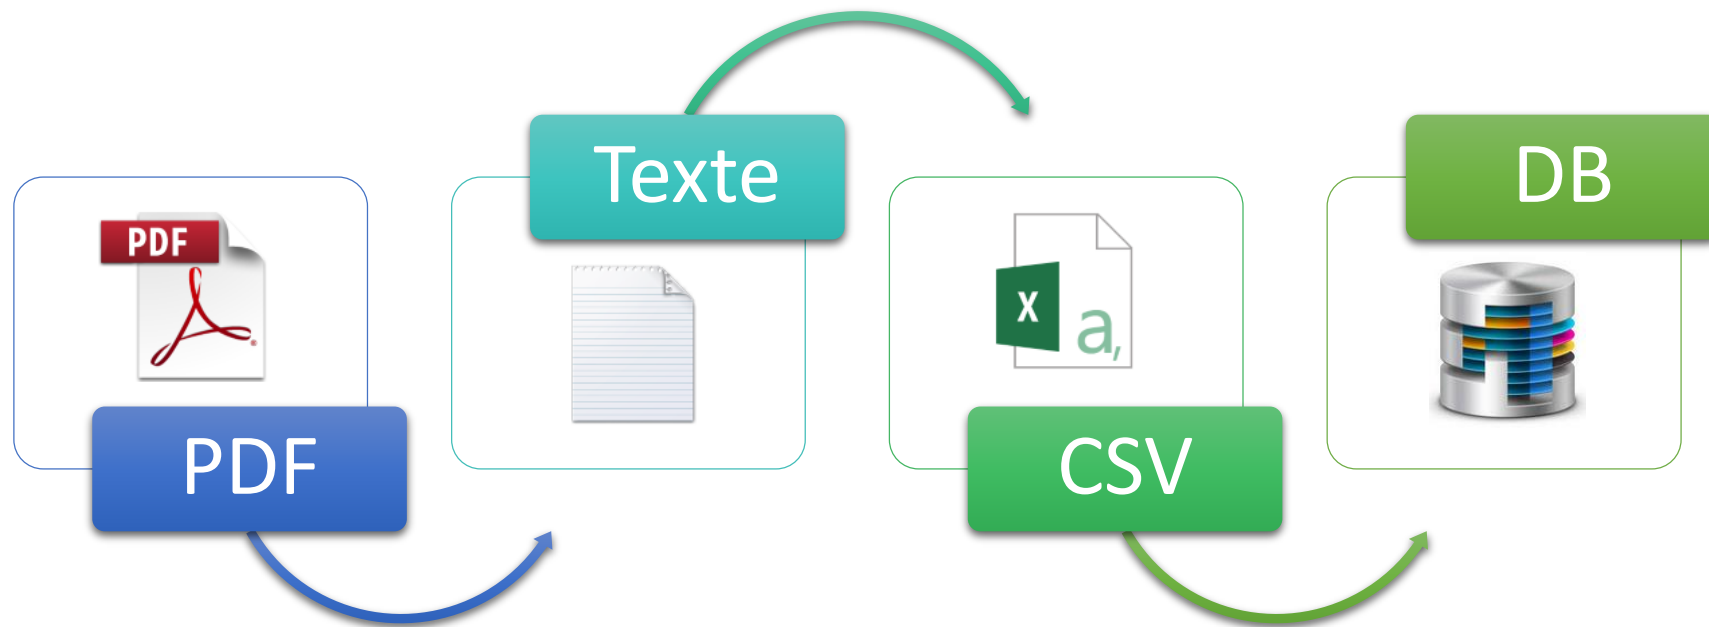 PDF
PDF
Texte
X
a,
CSV
DB